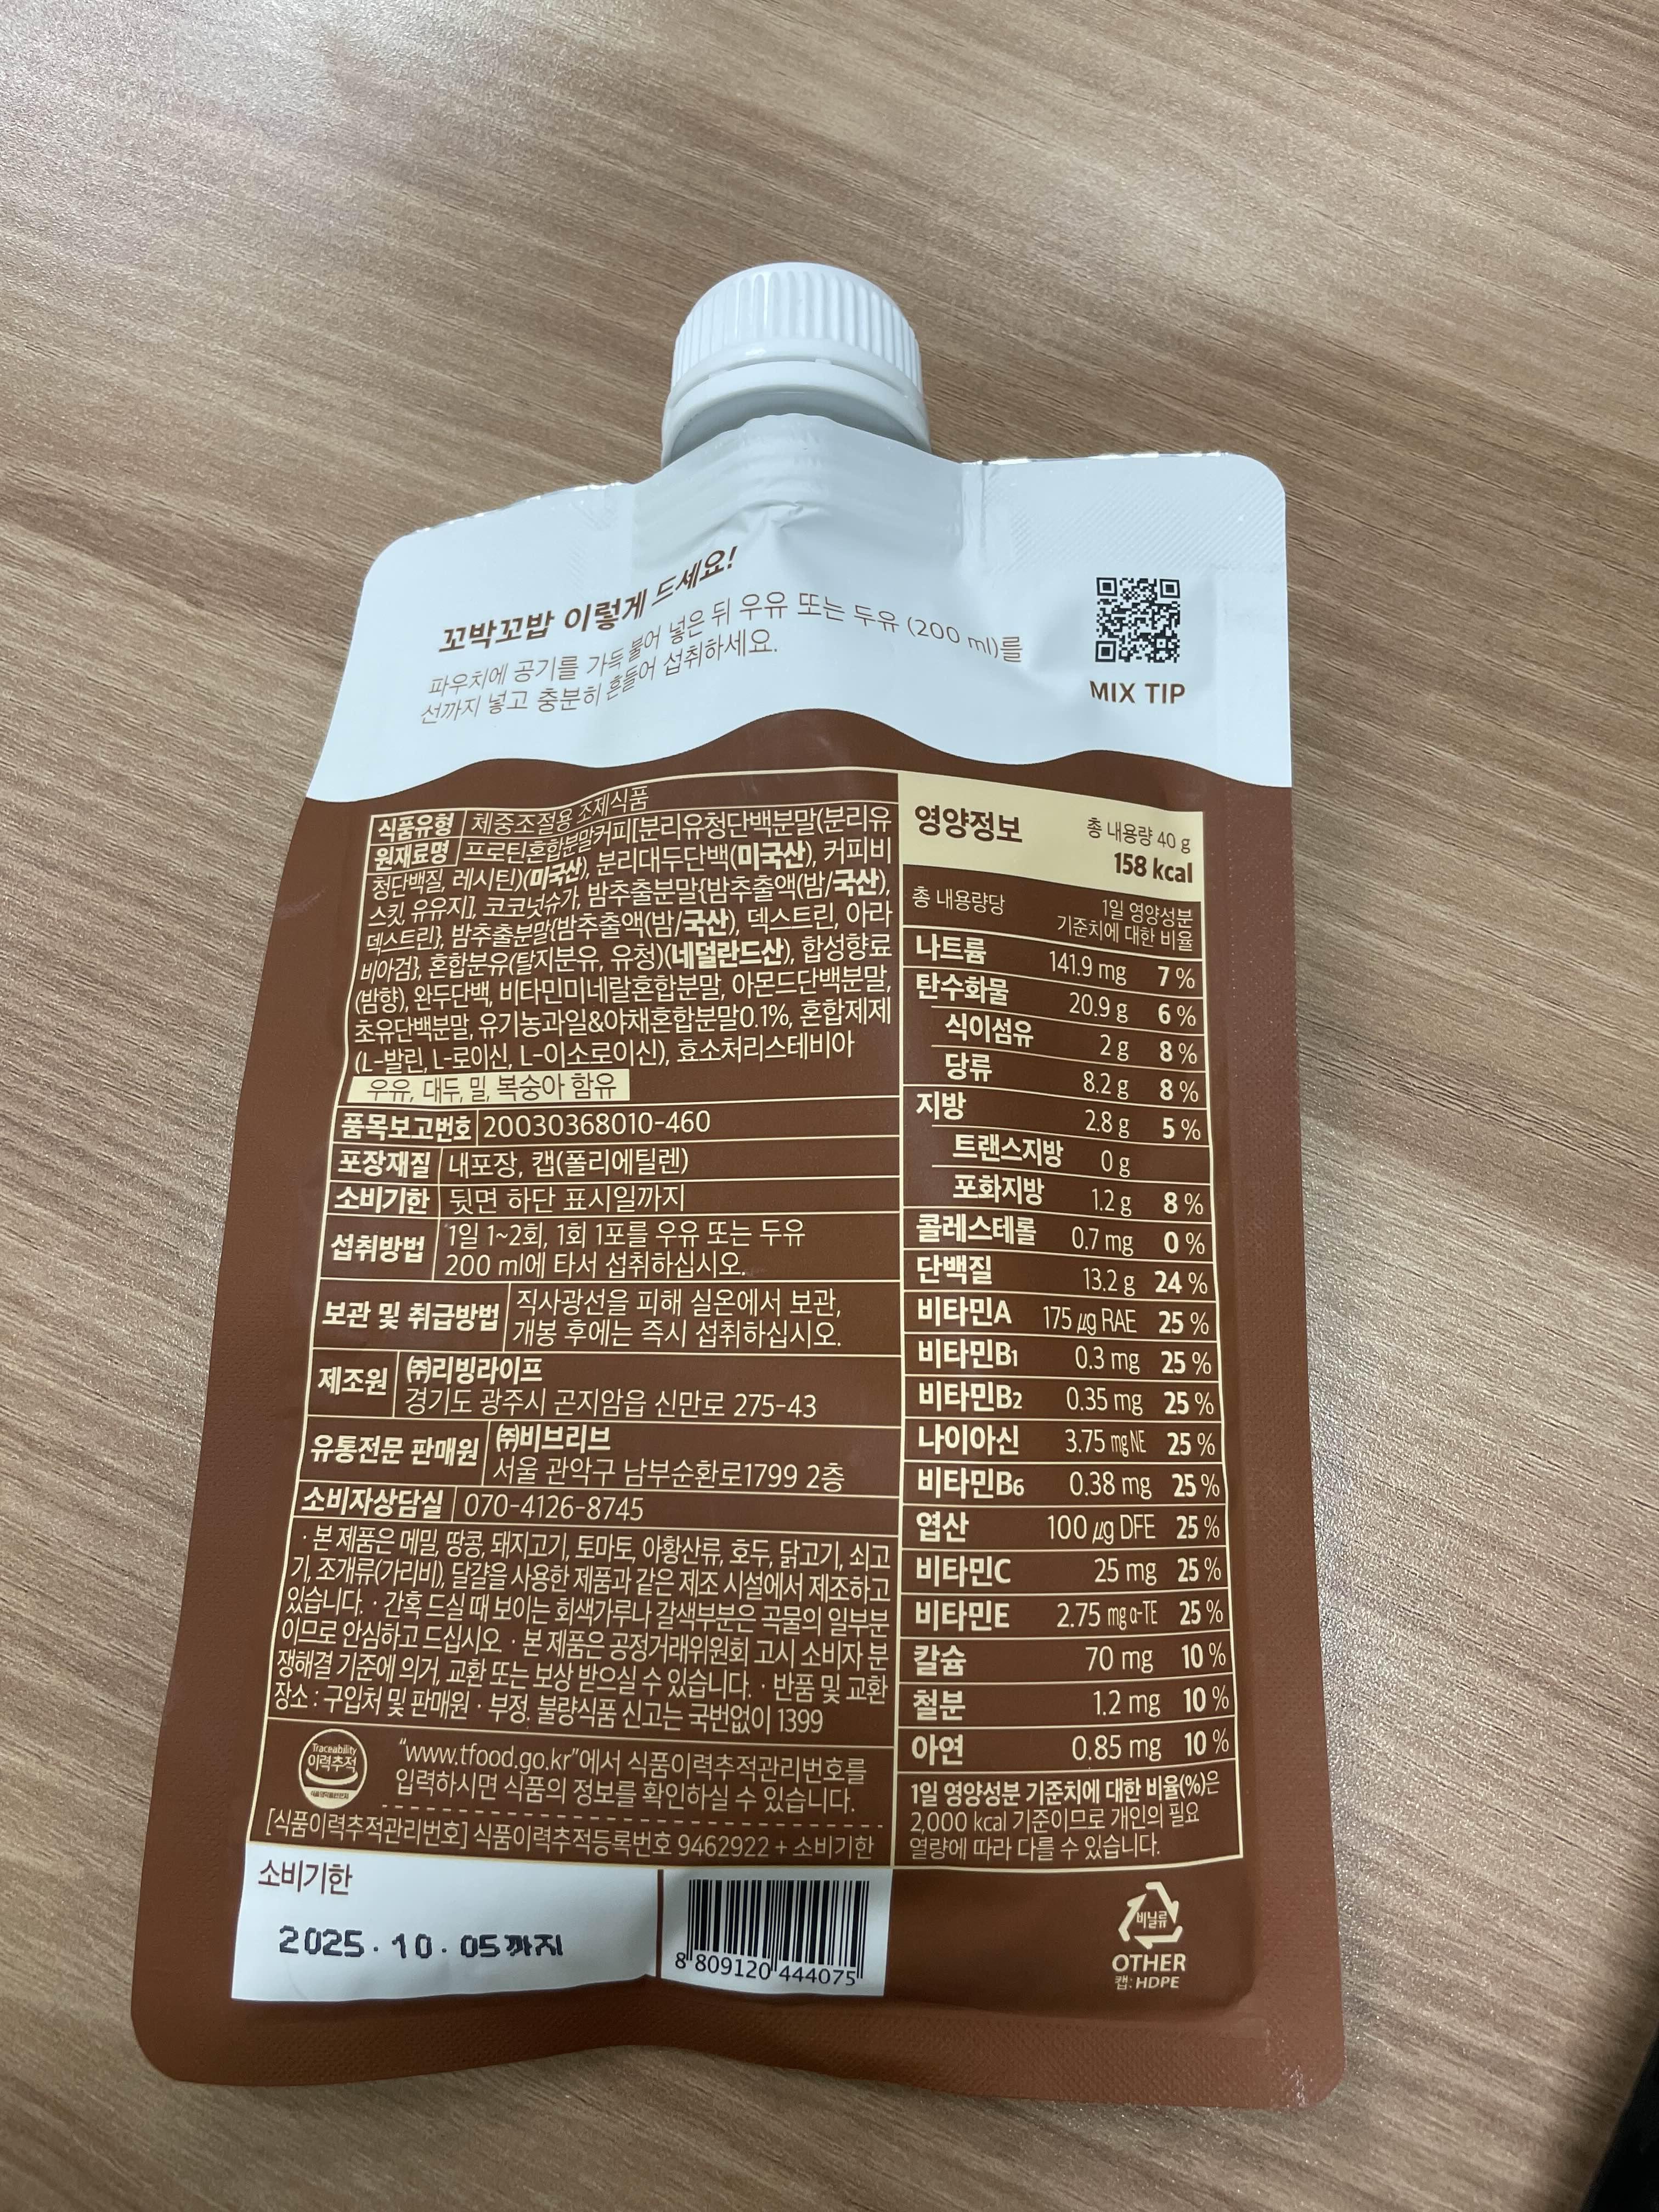 꼬박꼬밥 이렇게 드세요!
파우치에 공기를 가득 불어 넣은 뒤 우유 또는 두유 (200 ml)를
선까지 넣고 충분히 흔들어 섭취하세요.
MIX TIP
식품유형 체중조절용 조제식품
원재료명 프로틴혼합분말커피[분리유청단백분말(분리유
청단백질, 레시틴)(미국산), 분리대두단백(미국산), 커피비
스킷, 유유지], 코코넛슈가, 밤추출분말{밤추출액(밤/국산),
덱스트린}, 밤추출분말{밤추출액(밤/국산), 덱스트린, 아라
비아검}, 혼합분유(탈지분유, 유청)(네덜란드산), 합성향료
(밤향), 완두단백, 비타민미네랄혼합분말, 아몬드단백분말,
초유단백분말, 유기농과일&야채혼합분말0.1%, 혼합제제
(L-발린, L-로이신, L-이소로이신), 효소처리스테비아
우유, 대두, 밀, 복숭아 함유
품목보고번호 20030368010-460
포장재질 내포장, 캡(폴리에틸렌)
소비기한 뒷면 하단 표시일까지
섭취방법 1일 1~2회, 1회 1포를 우유 또는 두유
200 ml에 타서 섭취하십시오.
보관 및 취급방법 직사광선을 피해 실온에서 보관,
개봉 후에는 즉시 섭취하십시오.
제조원 ㈜리빙라이프
경기도 광주시 곤지암읍 신만로 275-43
유통전문 판매원 ㈜비브리브
서울 관악구 남부순환로1799 2층
소비자상담실 070-4126-8745
· 본 제품은 메밀, 땅콩, 돼지고기, 토마토, 아황산류, 호두, 닭고기, 쇠고
기, 조개류(가리비), 달걀을 사용한 제품과 같은 제조 시설에서 제조하고
있습니다. · 간혹 드실 때 보이는 회색가루나 갈색부분은 곡물의 일부분
이므로 안심하고 드십시오 · 본 제품은 공정거래위원회 고시 소비자 분
쟁해결 기준에 의거, 교환 또는 보상 받으실 수 있습니다. · 반품 및 교환
장소 : 구입처 및 판매원 · 부정. 불량식품 신고는 국번없이 1399
Traceability
이력추적
"www.tfood.go.kr"에서 식품이력추적관리번호를
입력하시면 식품의 정보를 확인하실 수 있습니다.
[식품이력추적관리번호] 식품이력추적등록번호 9462922 + 소비기한
소비기한
2025.10.05까지
8 809120 444075
영양정보 총 내용량 40 g
158 kcal
총 내용량당 1일 영양성분
기준치에 대한 비율
나트륨 141.9 mg 7 %
탄수화물 20.9 g 6 %
식이섬유 2 g 8 %
당류 8.2 g 8 %
지방 2.8 g 5 %
트랜스지방 0 g
포화지방 1.2 g 8 %
콜레스테롤 0.7 mg 0 %
단백질 13.2 g 24 %
비타민A 175 μg RAE 25 %
비타민B1 0.3 mg 25 %
비타민B2 0.35 mg 25 %
나이아신 3.75 mg NE 25 %
비타민B6 0.38 mg 25 %
엽산 100 μg DFE 25 %
비타민C 25 mg 25 %
비타민E 2.75 mg α-TE 25 %
칼슘 70 mg 10 %
철분 1.2 mg 10 %
아연 0.85 mg 10 %
1일 영양성분 기준치에 대한 비율(%)은
2,000 kcal 기준이므로 개인의 필요
열량에 따라 다를 수 있습니다.
비닐류
OTHER
캡: HDPE